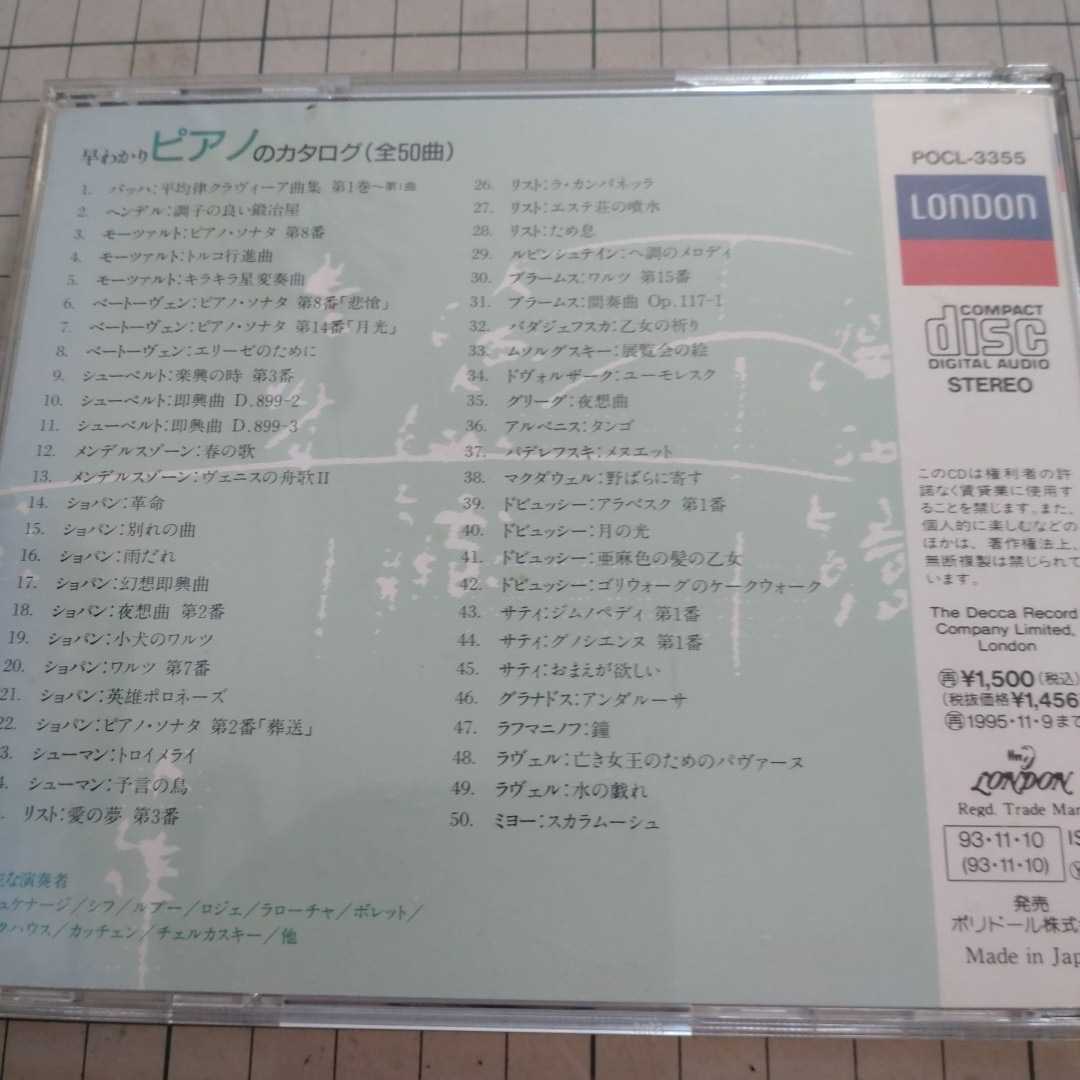 早わかりピアノのカタログ(全50曲)
1. バッハ:平均律クラヴィーア曲集 第1巻〜第1曲
2. ヘンデル:調子の良い鍛冶屋
3. モーツァルト:ピアノ・ソナタ 第8番
4. モーツァルト:トルコ行進曲
5. モーツァルト:キラキラ星変奏曲
6. ベートーヴェン:ピアノ・ソナタ 第8番「悲愴」
7. ベートーヴェン:ピアノ・ソナタ 第14番「月光」
8. ベートーヴェン:エリーゼのために
9. シューベルト:楽興の時 第3番
10. シューベルト:即興曲 D.899-2
11. シューベルト:即興曲 D.899-3
12. メンデルスゾーン:春の歌
13. メンデルスゾーン:ヴェニスの舟歌II
14. ショパン:革命
15. ショパン:別れの曲
16. ショパン:雨だれ
17. ショパン:幻想即興曲
18. ショパン:夜想曲 第2番
19. ショパン:小犬のワルツ
20. ショパン:ワルツ 第7番
21. ショパン:英雄ポロネーズ
22. ショパン:ピアノ・ソナタ 第2番「葬送」
3. シューマン:トロイメライ
4. シューマン:予言の鳥
. リスト:愛の夢 第3番
26. リスト:ラ・カンパネッラ
27. リスト:エステ荘の噴水
28. リスト:ため息
29. ルビンシュテイン:ヘ調のメロディ
30. ブラームス:ワルツ 第15番
31. ブラームス:間奏曲 Op.117-1
32. バダジェフスカ:乙女の祈り
33. ムソルグスキー:展覧会の絵
34. ドヴォルザーク:ユーモレスク
35. グリーグ:夜想曲
36. アルベニス:タンゴ
37. パデレフスキ:メヌエット
38. マクダウェル:野ばらに寄す
39. ドビュッシー:アラベスク 第1番
40. ドビュッシー:月の光
41. ドビュッシー:亜麻色の髪の乙女
42. ドビュッシー:ゴリウォーグのケークウォーク
43. サティ:ジムノペディ 第1番
44. サティ:グノシエンヌ 第1番
45. サティ:おまえが欲しい
46. グラナドス:アンダルーサ
47. ラフマニノフ:鐘
48. ラヴェル:亡き女王のためのパヴァーヌ
49. ラヴェル:水の戯れ
50. ミヨー:スカラムーシュ
な演奏者
ュケナージ/シフ/ルプー/ロジェ/ラローチャ/ボレット/
クハウス/カッチェン/チェルカスキー/他
POCL-3355
LONDON
COMPACT
disc
DIGITAL AUDIO
STEREO
このCDは権利者の許
諾なく賃貸業に使用す
ることを禁じます。また、
個人的に楽しむなどの
ほかは、著作権法上、
無断複製は禁じられて
います。
The Decca Record
Company Limited,
London
再¥1,500(税込)
(税抜価格¥1,456
再1995・11・9まで
LONDON
Regd. Trade Mar
93・11・10
(93・11・10)
発売
ポリドール株式
Made in Jap